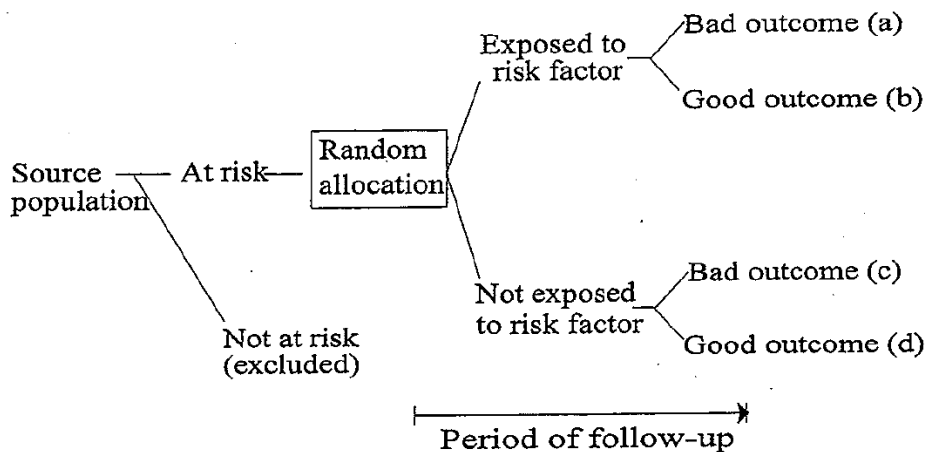 Exposed to
risk factor
Bad outcome (a)
Good outcome (b)
Source
population
At risk
Random
allocation
Not at risk
(excluded)
Not exposed
to risk factor
Bad outcome (c)
Good outcome (d)
Period of follow-up